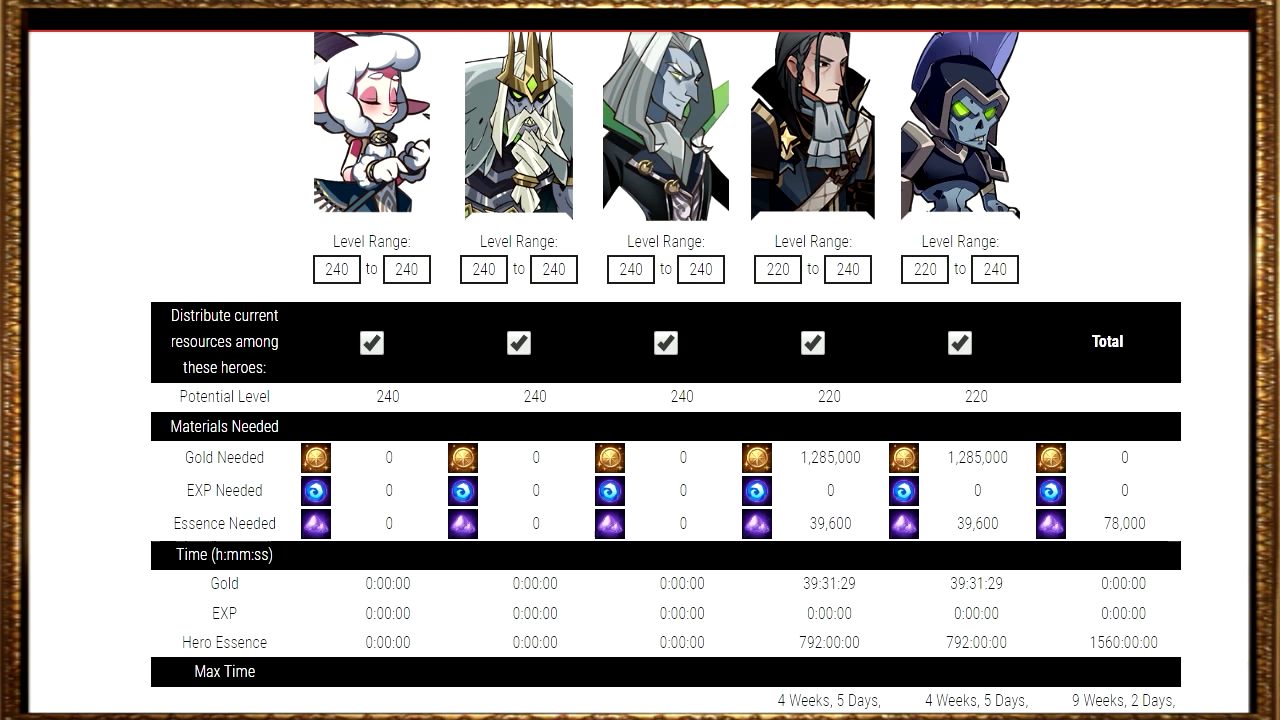 Level Range: Level Range: Level Range: Level Range: Level Range:
240 to 240 240 to 240 240 to 240 220 to 240 220 to 240
Distribute current
resources among
these heroes:
Total
Potential Level 240 240 240 220 220
Materials Needed
Gold Needed 0 0 0 1,285,000 1,285,000 0
EXP Needed 0 0 0 0 0 0
Essence Needed 0 0 0 39,600 39,600 78,000
Time (h:mm:ss)
Gold 0:00:00 0:00:00 0:00:00 39:31:29 39:31:29 0:00:00
EXP 0:00:00 0:00:00 0:00:00 0:00:00 0:00:00 0:00:00
Hero Essence 0:00:00 0:00:00 0:00:00 792:00:00 792:00:00 1560:00:00
Max Time
4 Weeks, 5 Days, 4 Weeks, 5 Days, 9 Weeks, 2 Days,